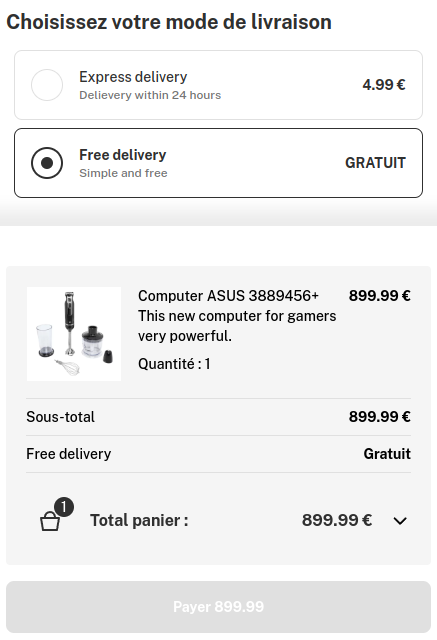 Choisissez votre mode de livraison
Express delivery
4.99 €
Delievery within 24 hours
Free delivery
GRATUIT
Simple and free
Computer ASUS 3889456+
899.99 €
This new computer for gamers
very powerful.
Quantité : 1
Sous-total
899.99 €
Free delivery
Gratuit
1
Total panier :
899.99 €
Payer 899.99